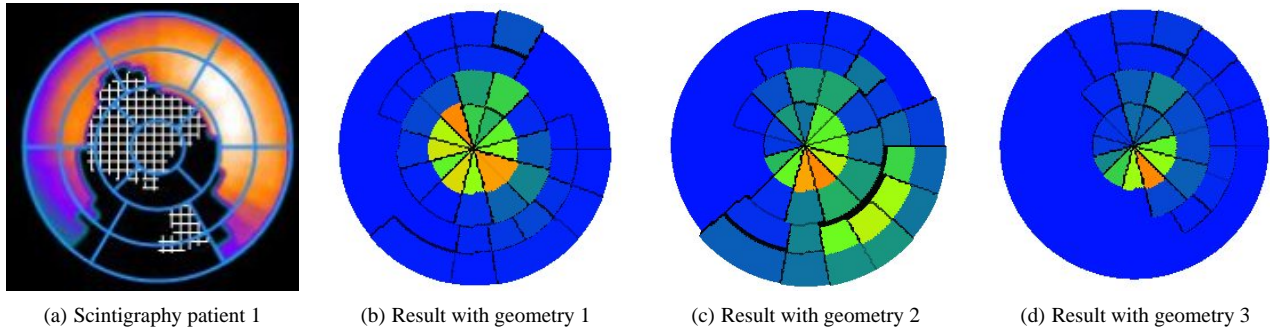 (a) Scintigraphy patient 1
(b) Result with geometry 1
(c) Result with geometry 2
(d) Result with geometry 3